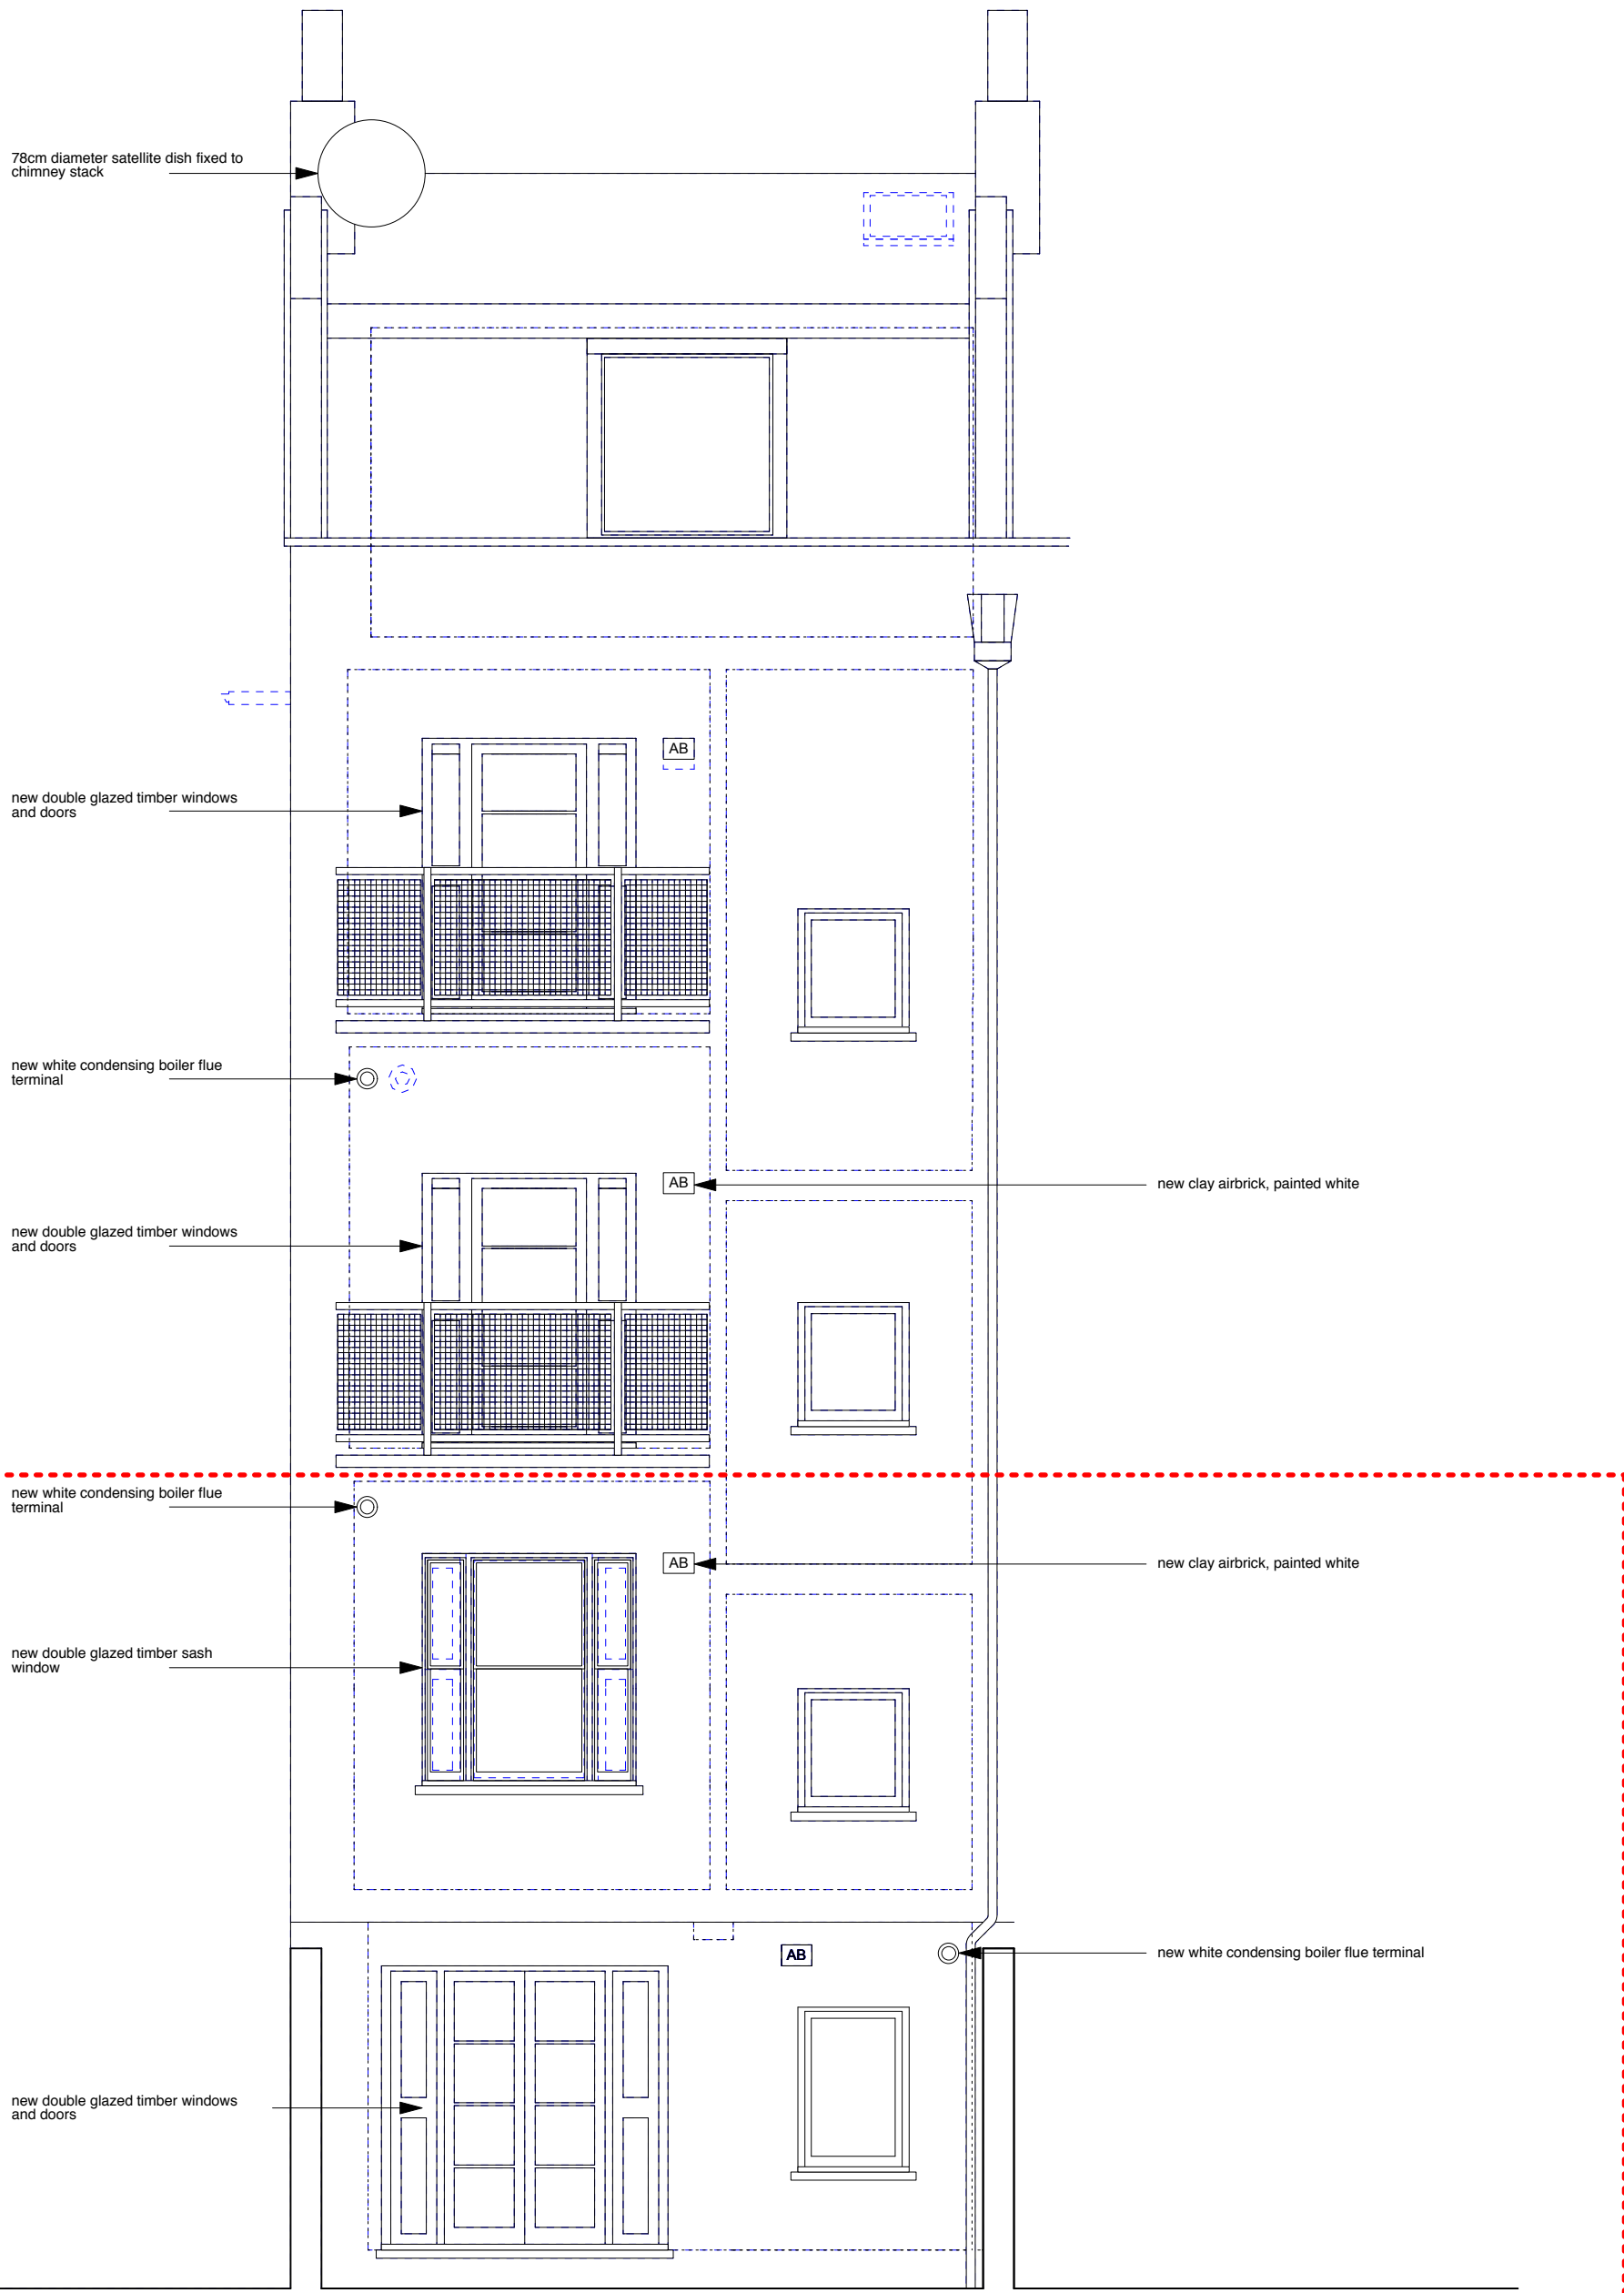 78cm diameter satellite dish fixed to
chimney stack
AB
new double glazed timber windows
and doors
new white condensing boiler flue
terminal
AB
new clay airbrick, painted white
new double glazed timber windows
and doors
new white condensing boiler flue
terminal
AB
new clay airbrick, painted white
new double glazed timber sash
window
AB
new white condensing boiler flue terminal
new double glazed timber windows
and doors